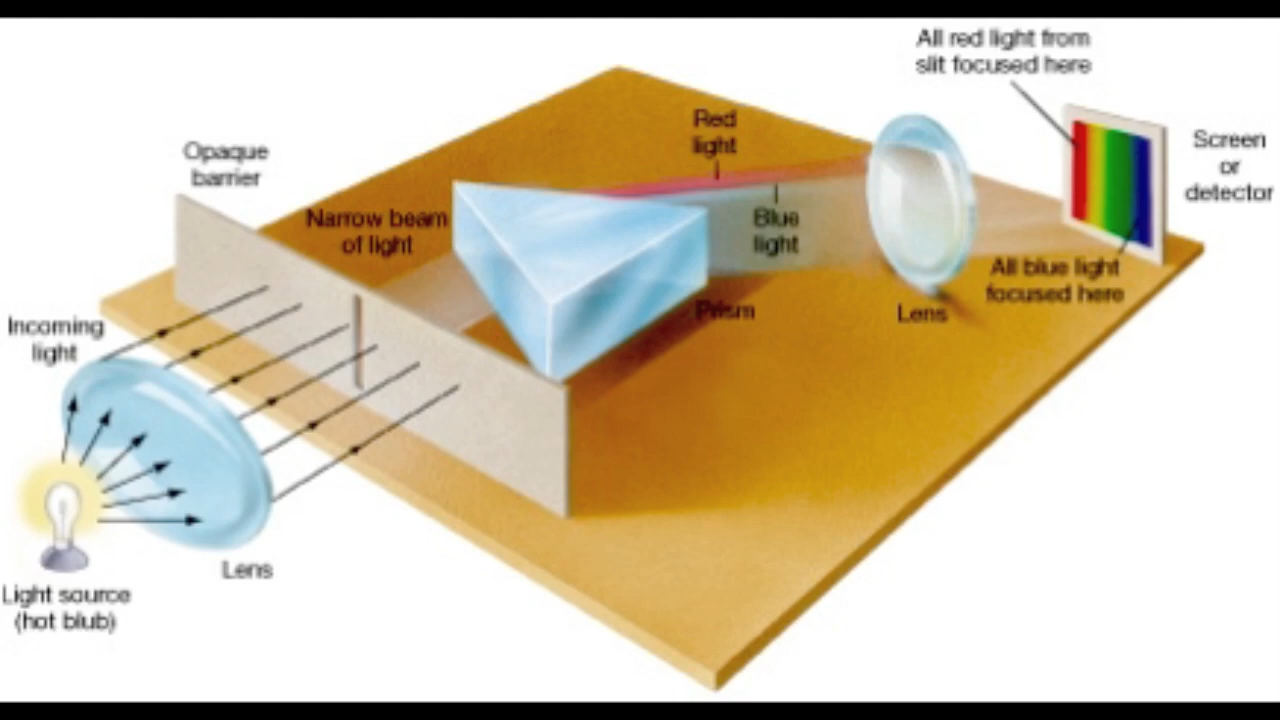 All red light from
slit focused here
Red
light
Screen
or
detector
Opaque
barrier
Narrow beam
of light
Blue
light
All blue light
focused here
Prism
Lens
Incoming
light
Lens
Light source
(hot blub)